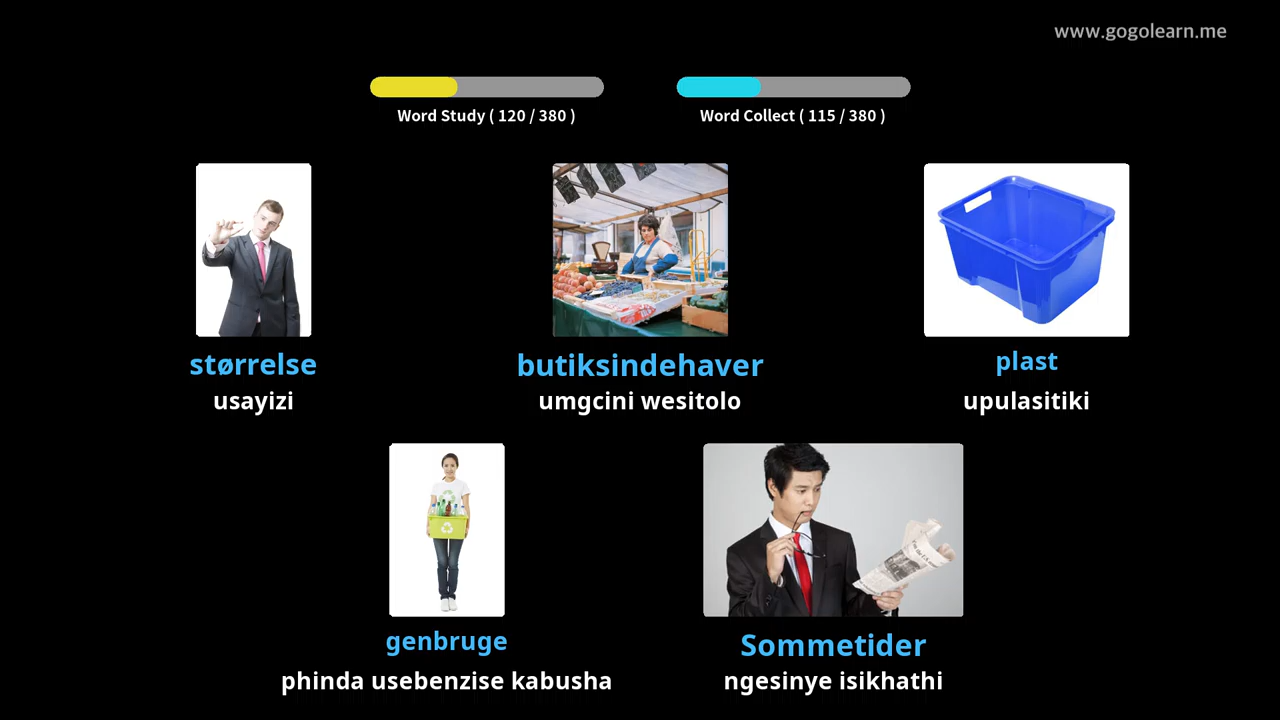 www.gogolearn.me
Word Study ( 120 / 380 )
Word Collect ( 115 / 380 )
størrelse
butiksindehaver
plast
usayizi
umgcini wesitolo
upulasitiki
genbruge
Sommetider
phinda usebenzise kabusha
ngesinye isikhathi